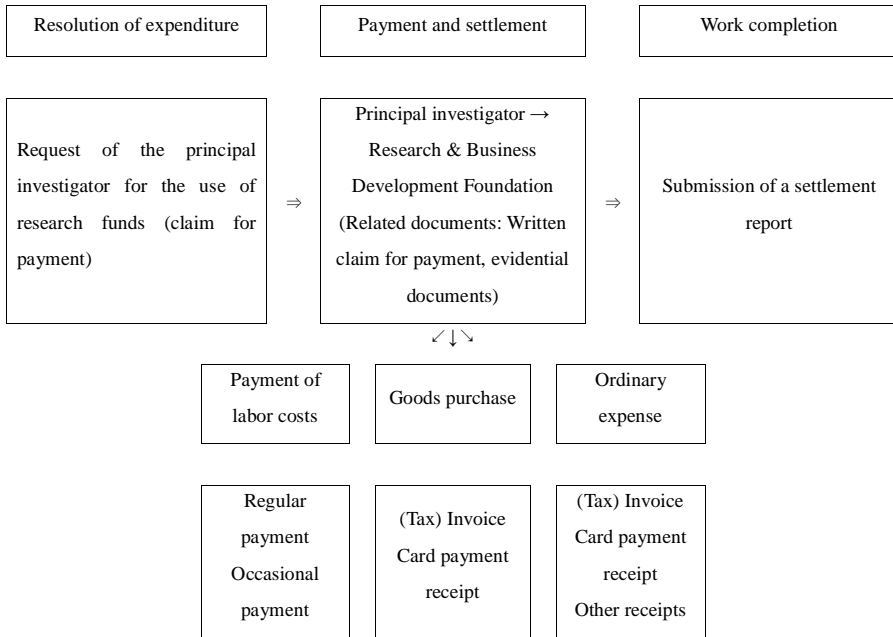 Resolution of expenditure
Payment and settlement
Work completion
Request of the principal
investigator for the use of
research funds (claim for
payment)
⇒
Principal investigator →
Research & Business
Development Foundation
(Related documents: Written
claim for payment, evidential
documents)
⇒
Submission of a settlement
report
↙↓↘
Payment of
labor costs
Goods purchase
Ordinary
expense
Regular
payment
Occasional
payment
(Tax) Invoice
Card payment
receipt
(Tax) Invoice
Card payment
receipt
Other receipts